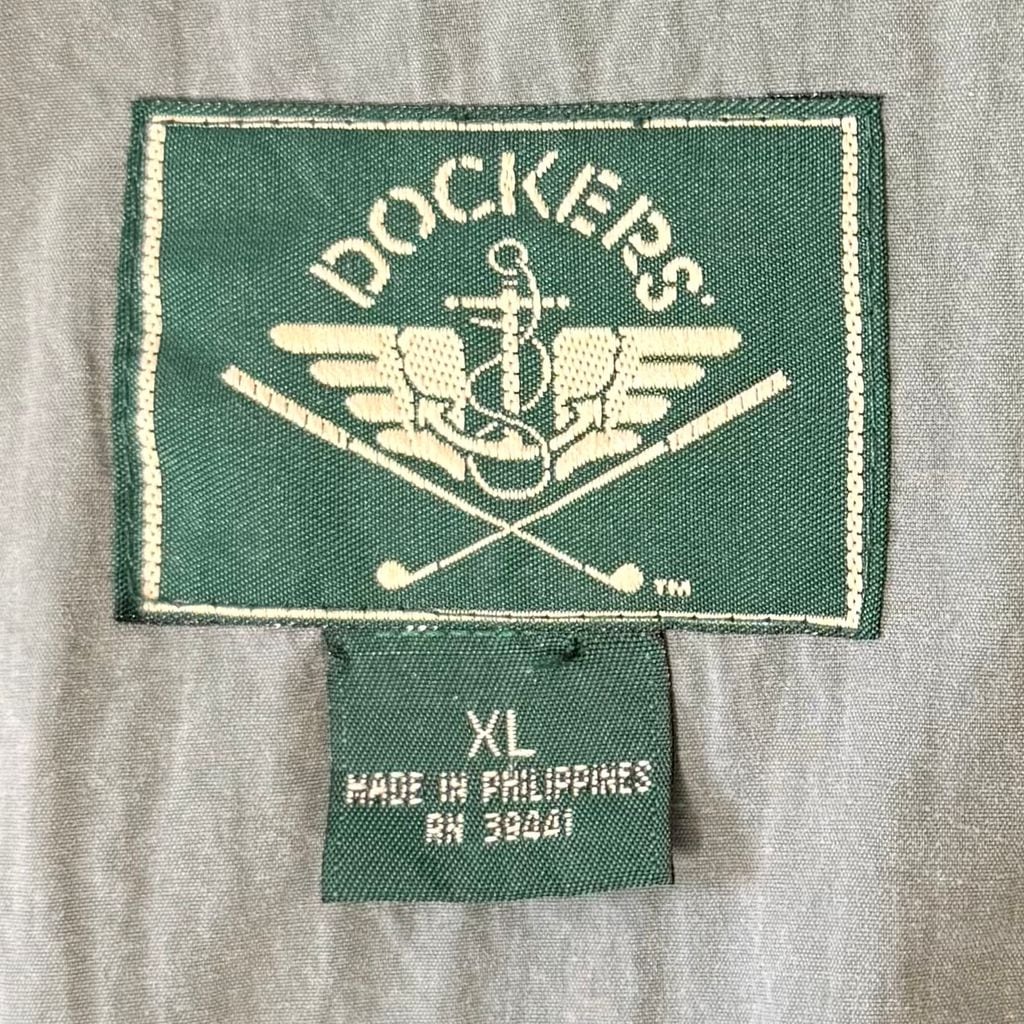 DOCKERS
TM
XL
MADE IN PHILIPPINES
RN 39441